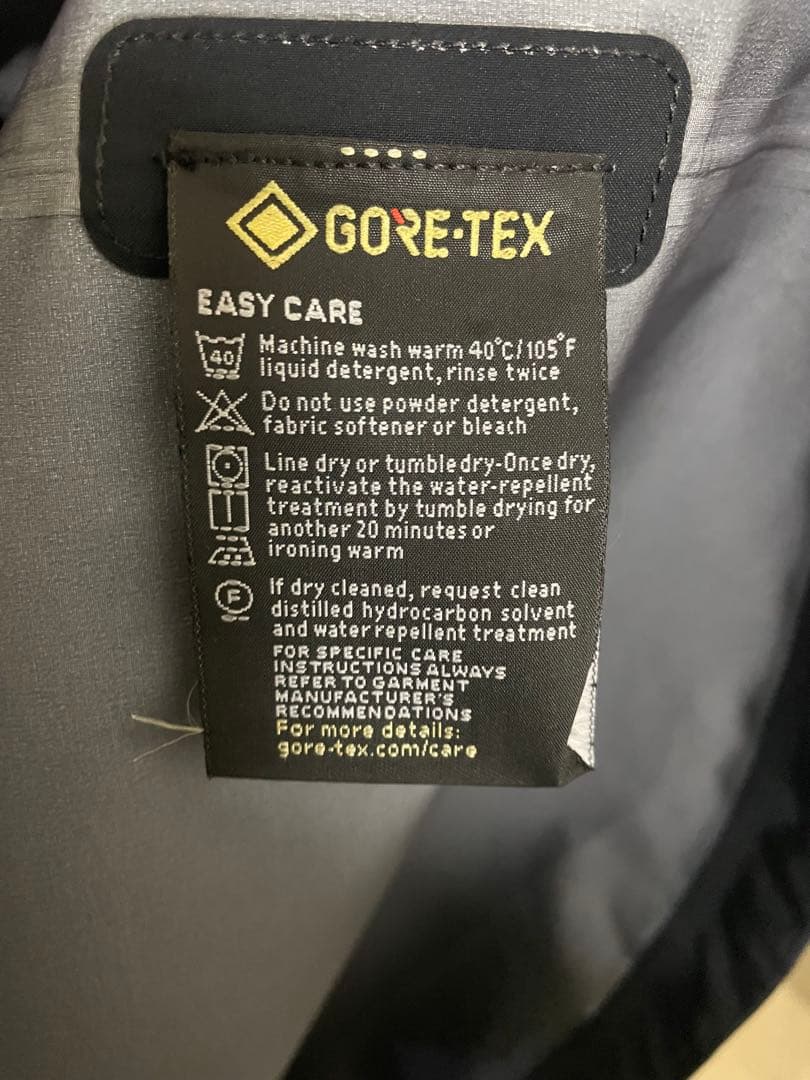 GORE-TEX
EASY CARE
40
Machine wash warm 40°C/105°F
liquid detergent, rinse twice
Do not use powder detergent,
fabric softener or bleach
Line dry or tumble dry-Once dry,
reactivate the water-repellent
treatment by tumble drying for
another 20 minutes or
ironing warm
F
If dry cleaned, request clean
distilled hydrocarbon solvent
and water repellent treatment
FOR SPECIFIC CARE
INSTRUCTIONS ALWAYS
REFER TO GARMENT
MANUFACTURER'S
RECOMMENDATIONS
For more details:
gore-tex.com/care